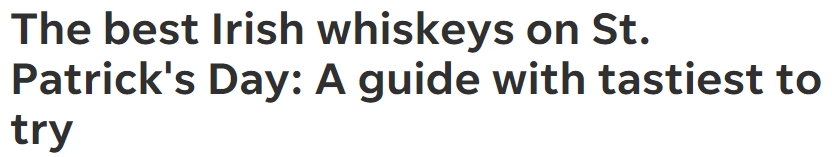 The best Irish whiskeys on St.
Patrick's Day: A guide with tastiest to
try